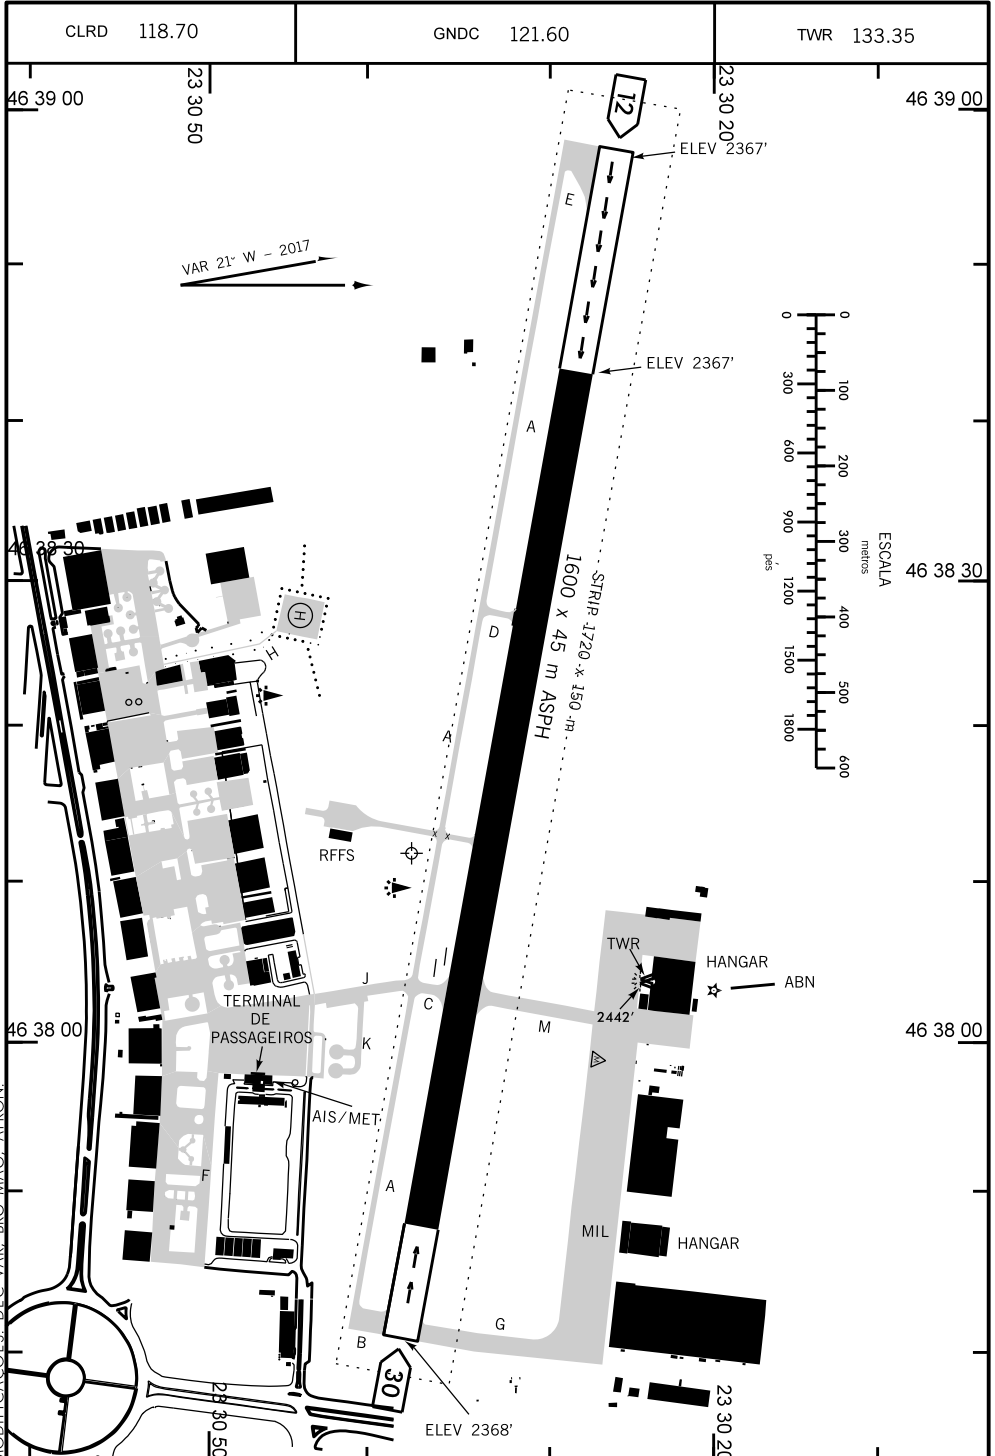 CLRD 118.70
GNDC 121.60
TWR 133.35
46 39 00
23 30 50
12
23 30 20
46 39 00
ELEV 2367'
E
VAR 21° W - 2017
ELEV 2367'
0 0
300 100
600 200
900 300
1200 400
1500 500
1800 600
ESCALA
metros
pés
A
46 38 30
46 38 30
STRIP 1720 x 150 m
1600 x 45 m ASPH
H
D
H
A
x x
RFFS
TWR
HANGAR
ABN
J
C
TERMINAL
DE
PASSAGEIROS
2442'
M
46 38 00
46 38 00
K
AIS/MET
F
A
MIL
HANGAR
G
B
30
23 30 50
23 30 20
ELEV 2368'